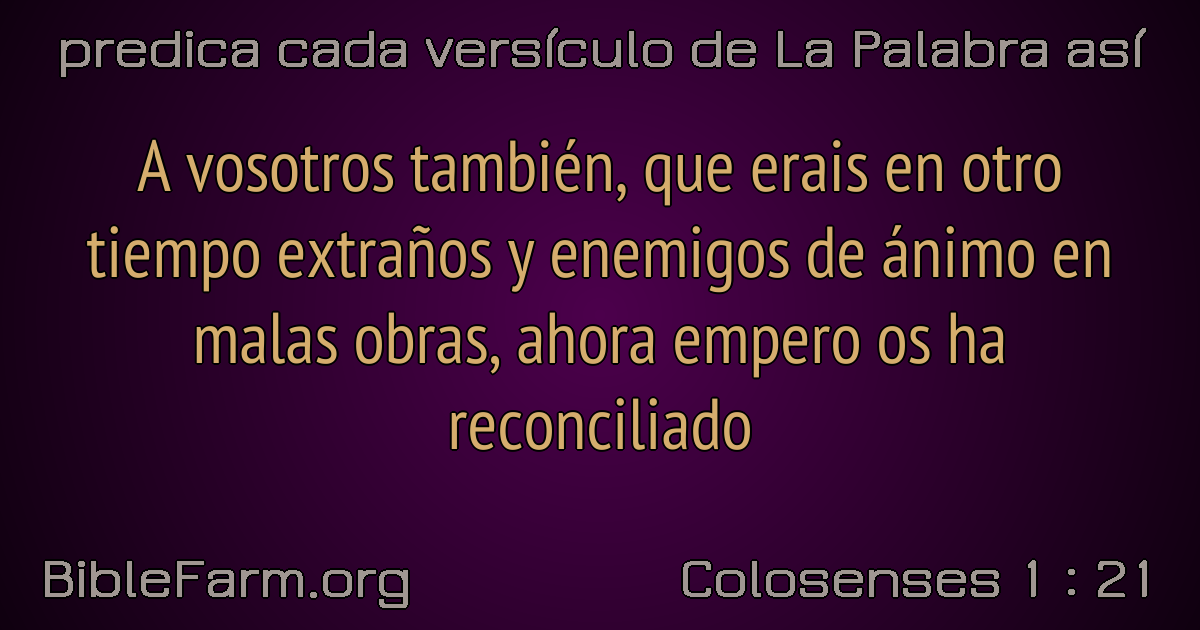 predica cada versículo de La Palabra así
A vosotros también, que erais en otro
tiempo extraños y enemigos de ánimo en
malas obras, ahora empero os ha
reconciliado
BibleFarm.org
Colosenses 1 : 21